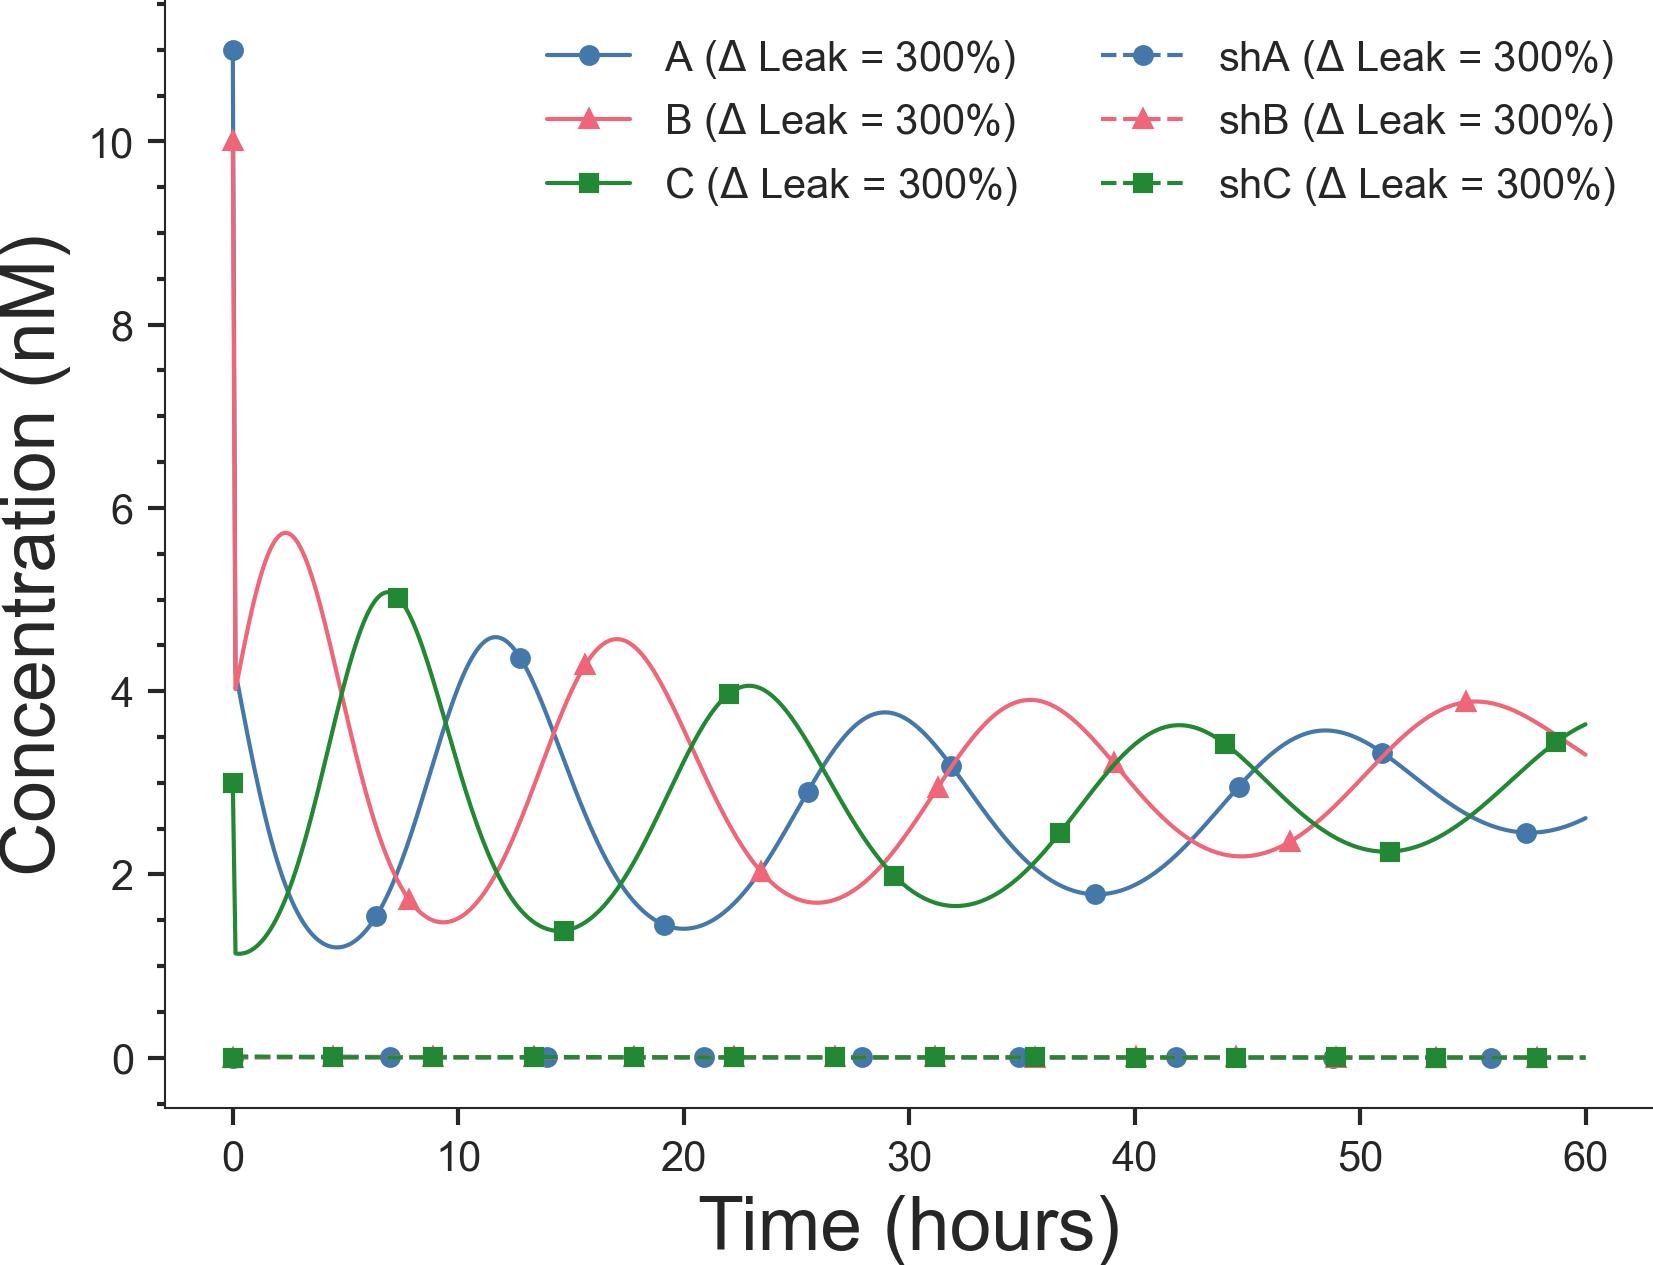 A (Δ Leak = 300%)
B (Δ Leak = 300%)
C (Δ Leak = 300%)
shA (Δ Leak = 300%)
shB (Δ Leak = 300%)
shC (Δ Leak = 300%)
Concentration (nM)
10
8
6
4
2
0
0 10 20 30 40 50 60
Time (hours)